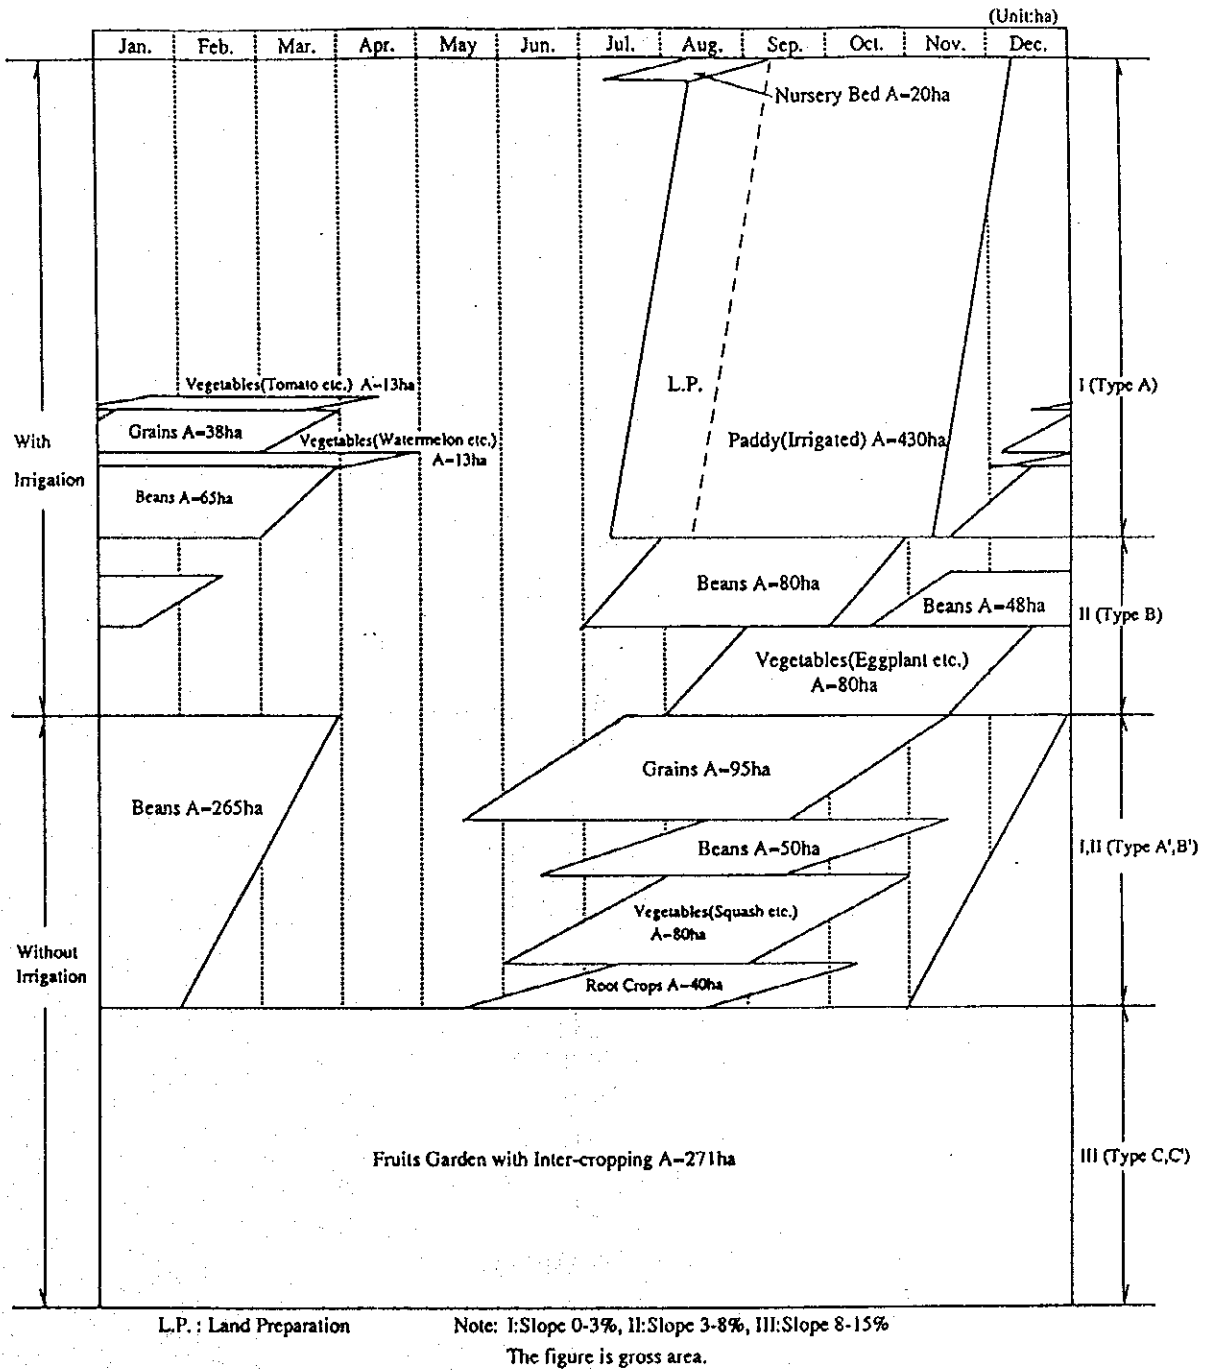 (Unit:ha)
Jan. Feb. Mar. Apr. May Jun. Jul. Aug. Sep. Oct. Nov. Dec.
Nursery Bed A=20ha
Vegetables(Tomato etc.) A=13ha
L.P.
I (Type A)
Grains A=38ha
Vegetables(Watermelon etc.)
A=13ha
Paddy(Irrigated) A=430ha
With
Irrigation
Beans A=65ha
Beans A=80ha
Beans A=48ha
II (Type B)
Vegetables(Eggplant etc.)
A=80ha
Grains A=95ha
Beans A=265ha
Beans A=50ha
I,II (Type A',B')
Vegetables(Squash etc.)
A=80ha
Without
Irrigation
Root Crops A=40ha
Fruits Garden with Inter-cropping A=271ha
III (Type C,C')
L.P. : Land Preparation
Note: I:Slope 0-3%, II:Slope 3-8%, III:Slope 8-15%
The figure is gross area.